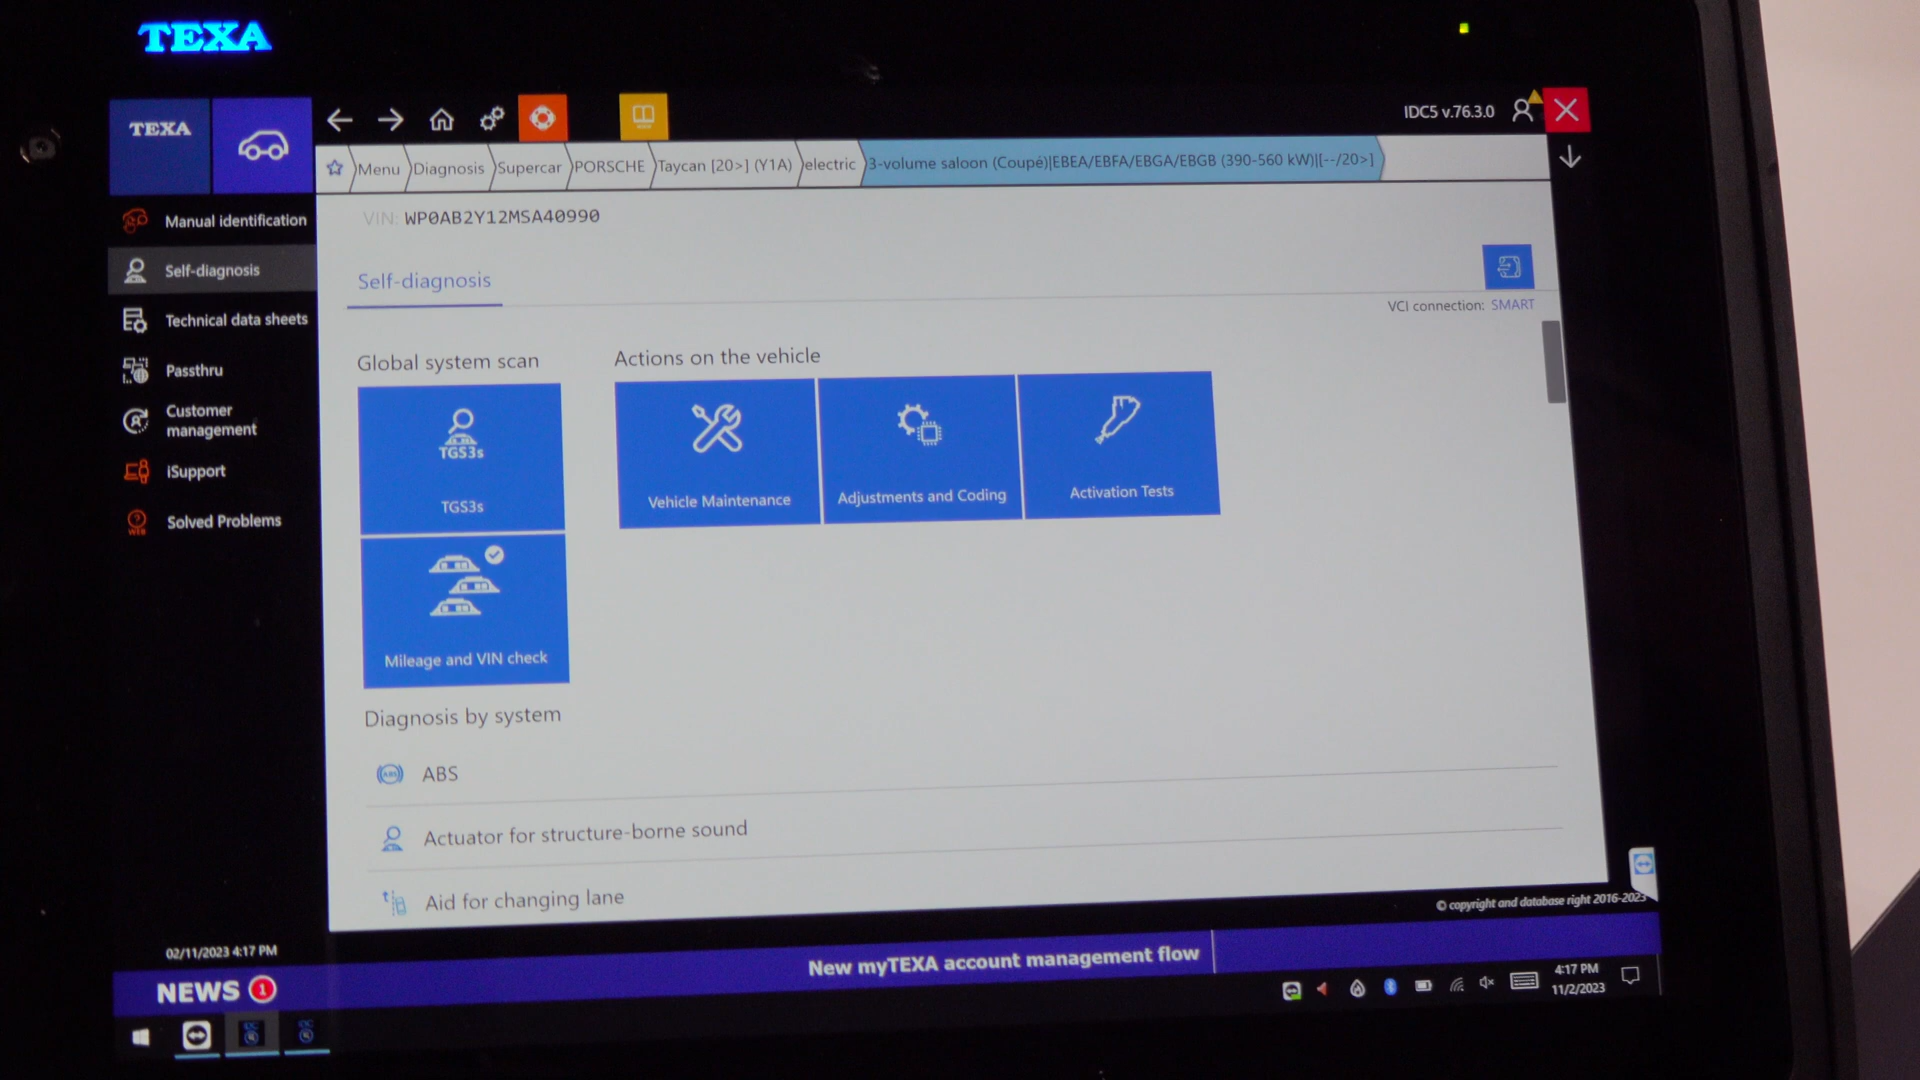 TEXA
TEXA
IDC5 v.76.3.0
Menu
Diagnosis
Supercar
PORSCHE
Taycan [20>] (Y1A)
electric
3-volume saloon (Coupé)|EBEA/EBFA/EBGA/EBGB (390-560 kW)|[--/20>]
Manual identification
Self-diagnosis
Technical data sheets
Passthru
Customer
management
iSupport
WEB
Solved Problems
VIN: WP0AB2Y12MSA40990
Self-diagnosis
VCI connection: SMART
Global system scan
TGS3s
TGS3s
Mileage and VIN check
Actions on the vehicle
Vehicle Maintenance
Adjustments and Coding
Activation Tests
Diagnosis by system
ABS
ABS
Actuator for structure-borne sound
Aid for changing lane
© copyright and database right 2016-2023
02/11/2023 4:17 PM
NEWS 1
New myTEXA account management flow
4:17 PM
11/2/2023
IDC
IDC